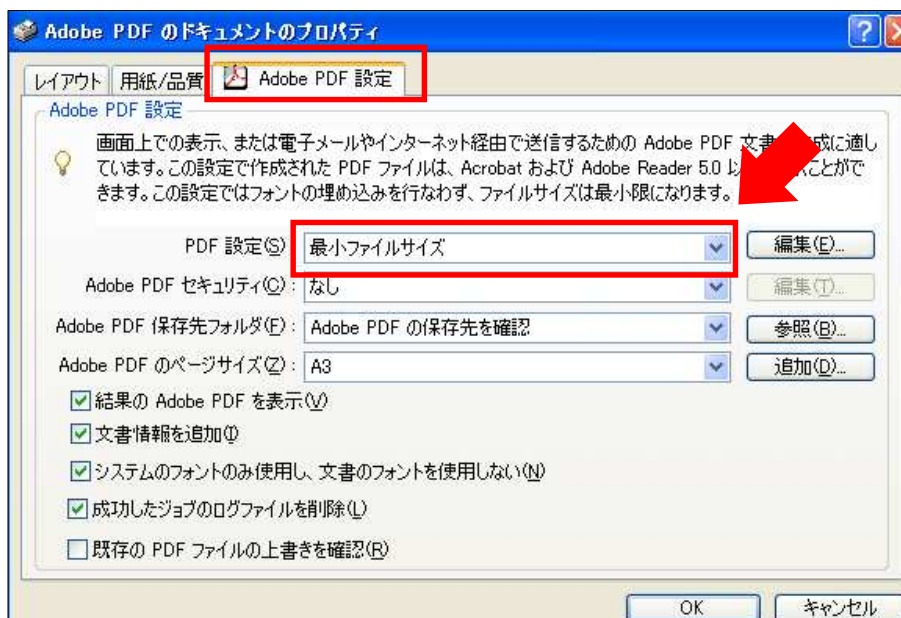 Adobe PDF のドキュメントのプロパティ
レイアウト 用紙/品質 Adobe PDF 設定
Adobe PDF 設定
画面上での表示、または電子メールやインターネット経由で送信するための Adobe PDF 文書 成に適し
ています。この設定で作成された PDF ファイルは、Acrobat および Adobe Reader 5.0 以 ことがで
きます。この設定ではフォントの埋め込みを行なわず、ファイルサイズは最小限になります。
PDF 設定(S) 最小ファイルサイズ 編集(E)...
Adobe PDF セキュリティ(C): なし 編集(T)...
Adobe PDF 保存先フォルダ(F): Adobe PDF の保存先を確認 参照(B)...
Adobe PDF のページサイズ(Z): A3 追加(D)...
結果の Adobe PDF を表示(V)
文書情報を追加(I)
システムのフォントのみ使用し、文書のフォントを使用しない(N)
成功したジョブのログファイルを削除(L)
既存の PDF ファイルの上書きを確認(R)
OK キャンセル